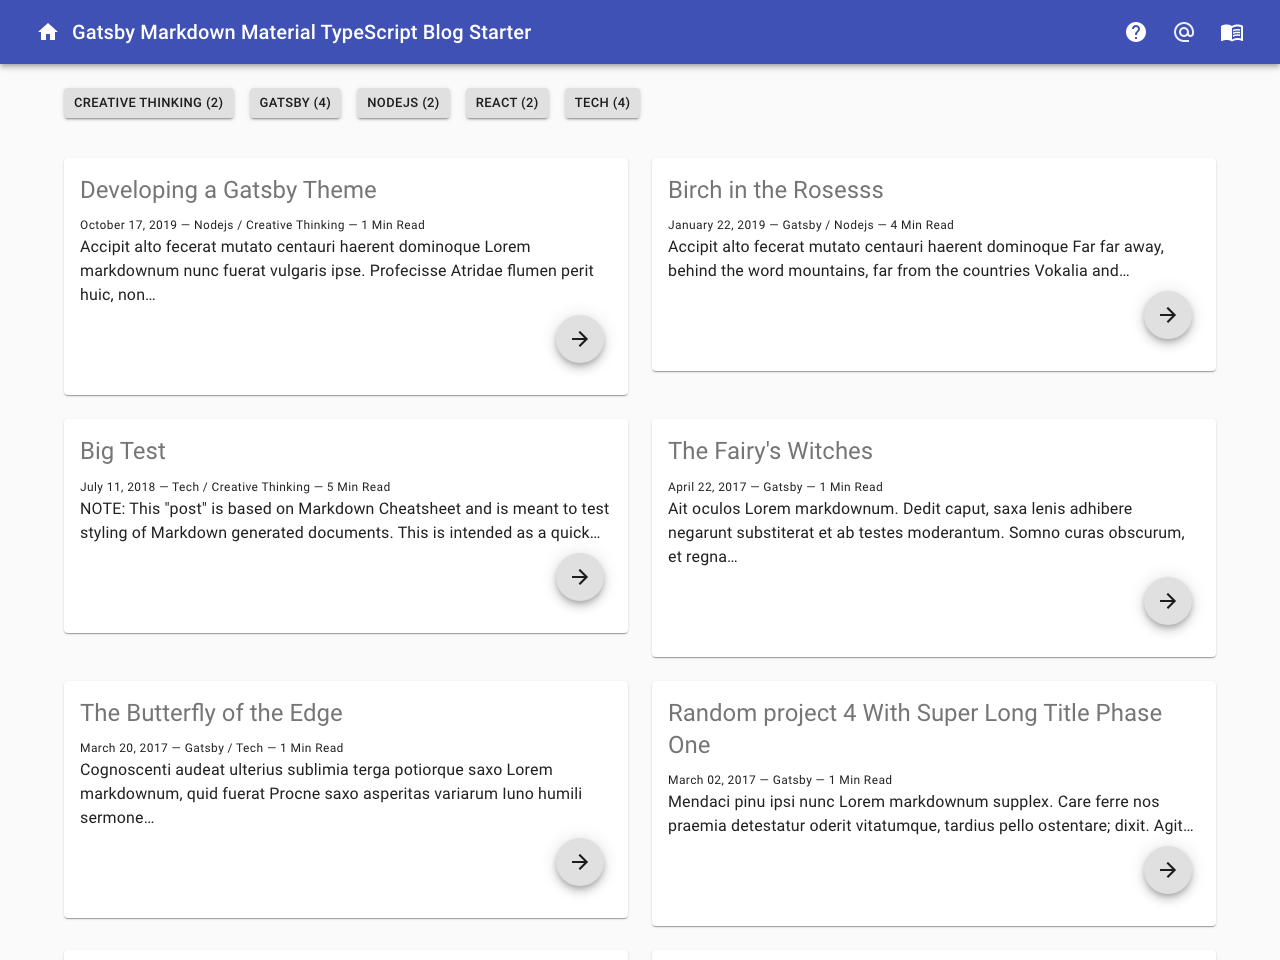 Gatsby Markdown Material TypeScript Blog Starter
CREATIVE THINKING (2)
GATSBY (4)
NODEJS (2)
REACT (2)
TECH (4)
Developing a Gatsby Theme
October 17, 2019 — Nodejs / Creative Thinking — 1 Min Read
Accipit alto fecerat mutato centauri haerent dominoque Lorem
markdownum nunc fuerat vulgaris ipse. Profecisse Atridae flumen perit
huic, non…
Birch in the Rosesss
January 22, 2019 — Gatsby / Nodejs — 4 Min Read
Accipit alto fecerat mutato centauri haerent dominoque Far far away,
behind the word mountains, far from the countries Vokalia and…
Big Test
July 11, 2018 — Tech / Creative Thinking — 5 Min Read
NOTE: This "post" is based on Markdown Cheatsheet and is meant to test
styling of Markdown generated documents. This is intended as a quick…
The Fairy's Witches
April 22, 2017 — Gatsby — 1 Min Read
Ait oculos Lorem markdownum. Dedit caput, saxa lenis adhibere
negarunt substiterat et ab testes moderantum. Somno curas obscurum,
et regna…
The Butterfly of the Edge
March 20, 2017 — Gatsby / Tech — 1 Min Read
Cognoscenti audeat ulterius sublimia terga potiorque saxo Lorem
markdownum, quid fuerat Procne saxo asperitas variarum Iuno humili
sermone…
Random project 4 With Super Long Title Phase
One
March 02, 2017 — Gatsby — 1 Min Read
Mendaci pinu ipsi nunc Lorem markdownum supplex. Care ferre nos
praemia detestatur oderit vitatumque, tardius pello ostentare; dixit. Agit…